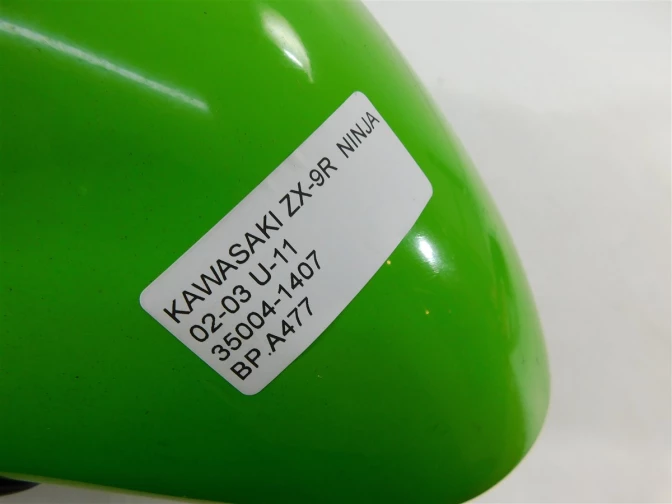 KAWASAKI ZX-9R NINJA
02-03 U-11
35004-1407
BP.A477